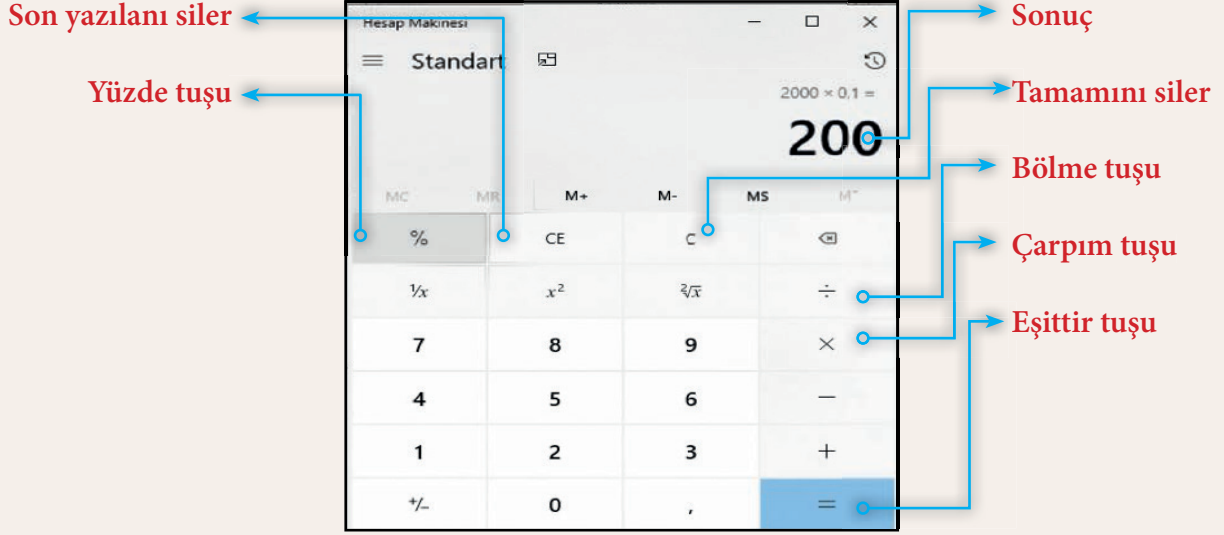 Son yazılanı siler
Yüzde tuşu
Hesap Makinesi
Standart
2000 × 0,1 =
200
MC MR M+ M- MS
% CE C
¹/x x² ²√x ÷
7 8 9 ×
4 5 6 −
1 2 3 +
+/− 0 , =
Sonuç
Tamamını siler
Bölme tuşu
Çarpım tuşu
Eşittir tuşu